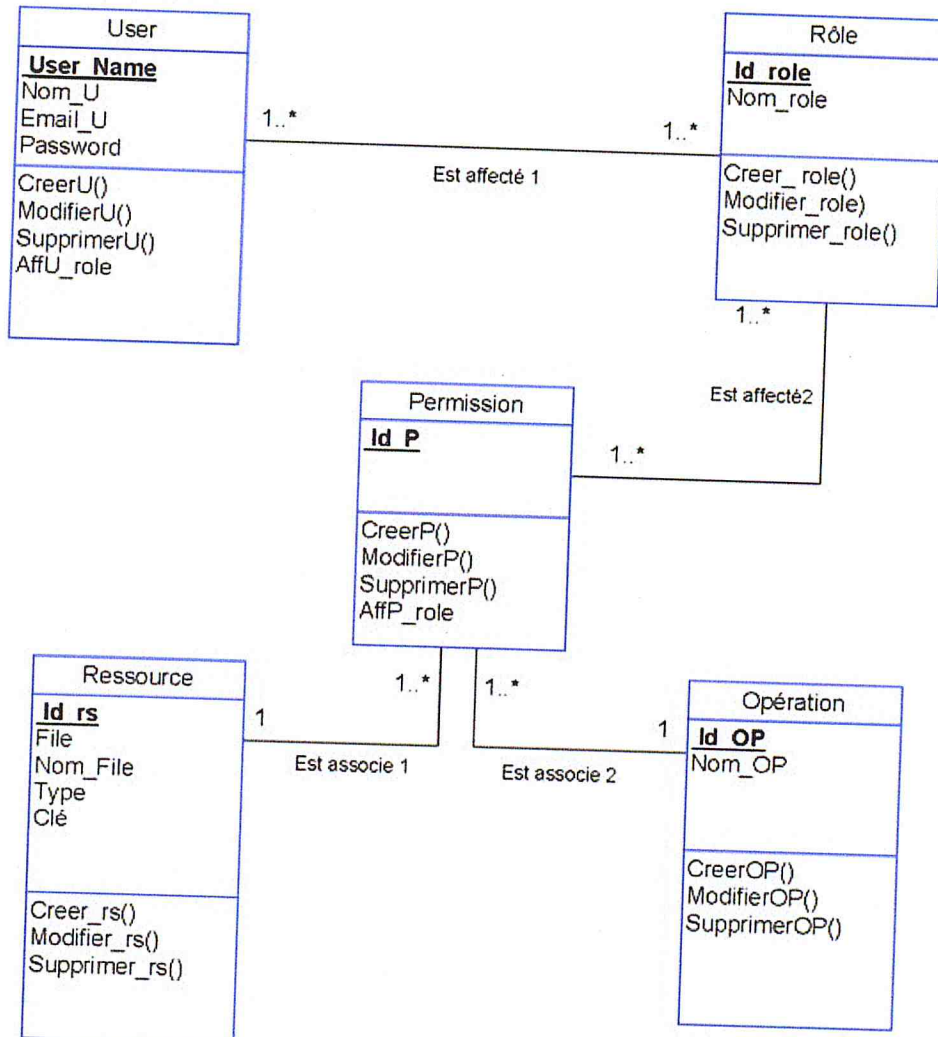 User
User_Name
Nom_U
Email_U
Password
CreerU()
ModifierU()
SupprimerU()
AffU_role
1..*
1..*
Est affecté 1
Rôle
Id_role
Nom_role
Creer_ role()
Modifier_role)
Supprimer_role()
1..*
Est affecté2
1..*
Permission
Id_P
CreerP()
ModifierP()
SupprimerP()
AffP_role
1..*
1..*
Ressource
Id_rs
File
Nom_File
Type
Clé
Creer_rs()
Modifier_rs()
Supprimer_rs()
1
Est associe 1
Est associe 2
1
Opération
Id_OP
Nom_OP
CreerOP()
ModifierOP()
SupprimerOP()